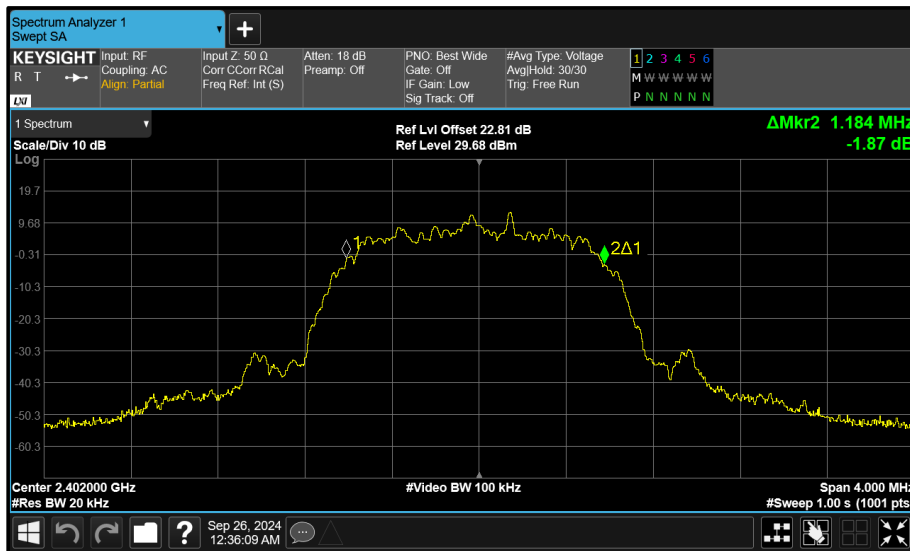 Spectrum Analyzer 1
Swept SA
KEYSIGHT
R T
LXI
Input: RF
Coupling: AC
Align: Partial
Input Z: 50 Ω
Corr CCorr RCal
Freq Ref: Int (S)
Atten: 18 dB
Preamp: Off
PNO: Best Wide
Gate: Off
IF Gain: Low
Sig Track: Off
#Avg Type: Voltage
Avg|Hold: 30/30
Trig: Free Run
1 2 3 4 5 6
M W W W W W
P N N N N N
1 Spectrum
Scale/Div 10 dB
Ref Lvl Offset 22.81 dB
Ref Level 29.68 dBm
ΔMkr2 1.184 MHz
-1.87 dB
Log
19.7
9.68
-0.31
-10.3
-20.3
-30.3
-40.3
-50.3
-60.3
1
2Δ1
Center 2.402000 GHz
#Video BW 100 kHz
Span 4.000 MHz
#Res BW 20 kHz
#Sweep 1.00 s (1001 pts
?
Sep 26, 2024
12:36:09 AM